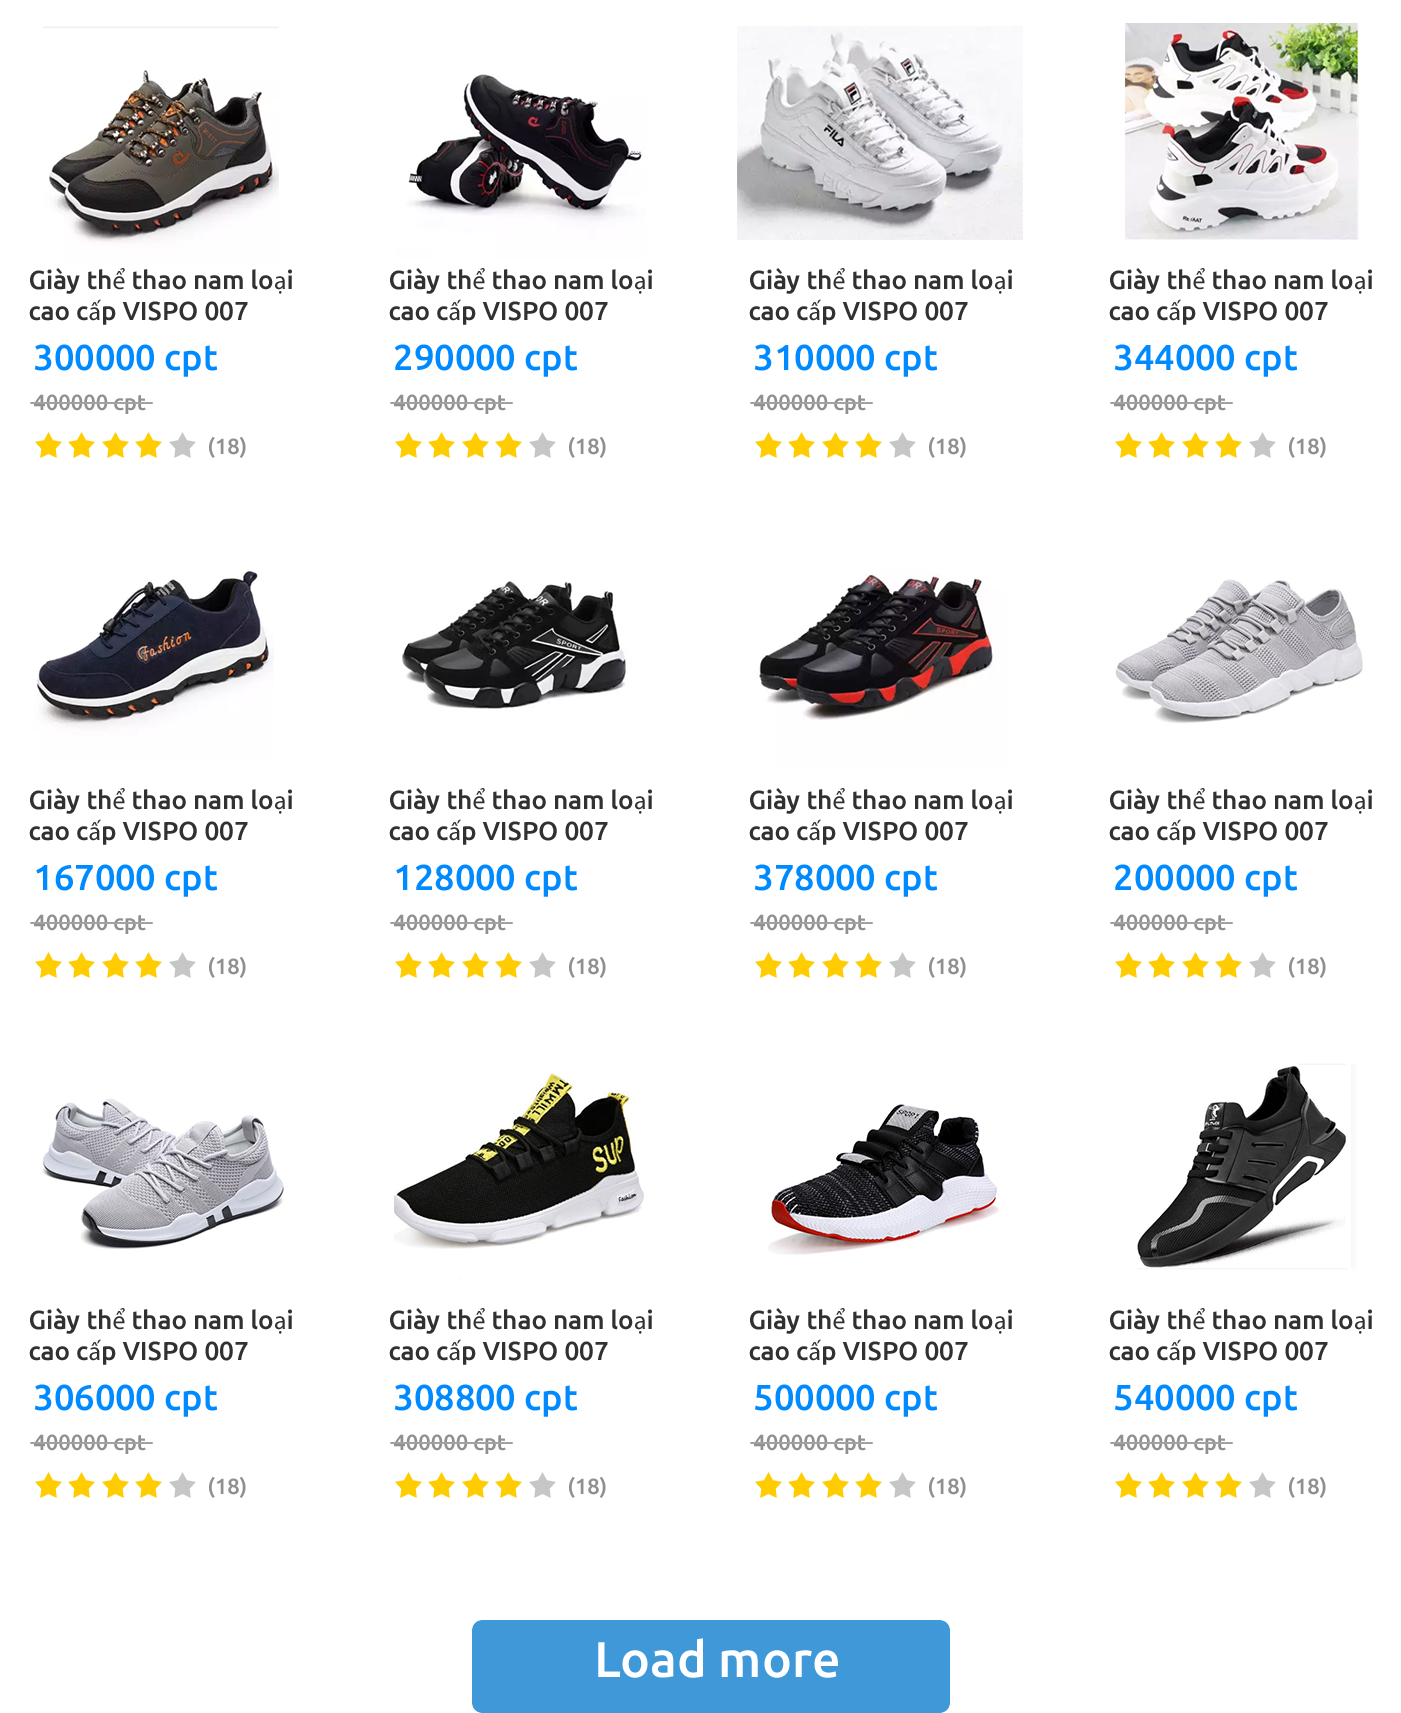 FILA
FILA
Giày thể thao nam loại
cao cấp VISPO 007
300000 cpt
400000 cpt
(18)
Giày thể thao nam loại
cao cấp VISPO 007
290000 cpt
400000 cpt
(18)
Giày thể thao nam loại
cao cấp VISPO 007
310000 cpt
400000 cpt
(18)
Giày thể thao nam loại
cao cấp VISPO 007
344000 cpt
400000 cpt
(18)
Fashion
SPORT
SPORT
Giày thể thao nam loại
cao cấp VISPO 007
167000 cpt
400000 cpt
(18)
Giày thể thao nam loại
cao cấp VISPO 007
128000 cpt
400000 cpt
(18)
Giày thể thao nam loại
cao cấp VISPO 007
378000 cpt
400000 cpt
(18)
Giày thể thao nam loại
cao cấp VISPO 007
200000 cpt
400000 cpt
(18)
SUP
Fashion
SPORT
Giày thể thao nam loại
cao cấp VISPO 007
306000 cpt
400000 cpt
(18)
Giày thể thao nam loại
cao cấp VISPO 007
308800 cpt
400000 cpt
(18)
Giày thể thao nam loại
cao cấp VISPO 007
500000 cpt
400000 cpt
(18)
Giày thể thao nam loại
cao cấp VISPO 007
540000 cpt
400000 cpt
(18)
Load more